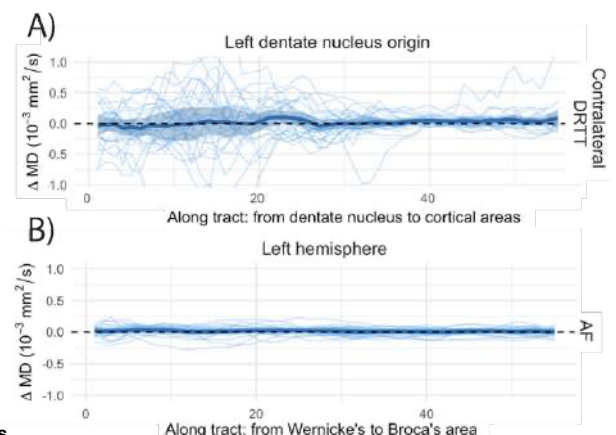 A)
Left dentate nucleus origin
Δ MD (10⁻³ mm²/s)
1.0
0.5
0.0
0.5
-1.0
0 20 40
Along tract: from dentate nucleus to cortical areas
Contralateral
DRTT
B)
Left hemisphere
Δ MD (10⁻³ mm²/s)
1.0
0.5
0.0
-0.5
-1.0
0 20 40
Along tract: from Wernicke's to Broca's area
AF
s